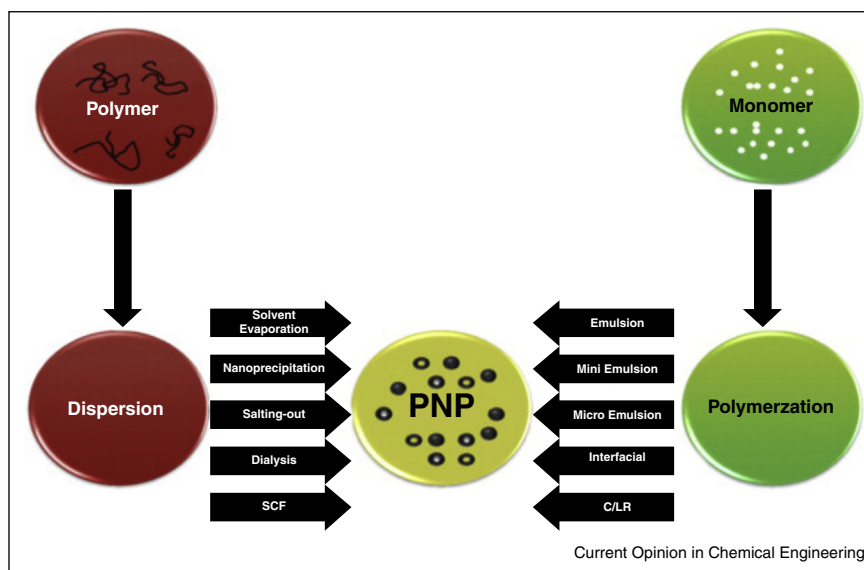 Polymer
Monomer
Dispersion
Solvent
Evaporation
Nanoprecipitation
Salting-out
Dialysis
SCF
PNP
Emulsion
Mini Emulsion
Micro Emulsion
Interfacial
C/LR
Polymerzation
Current Opinion in Chemical Engineering